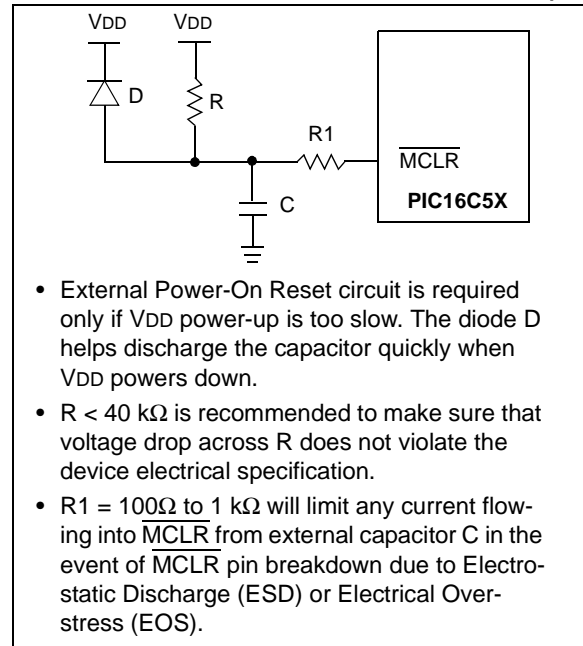 VDD VDD
D
R
R1
MCLR
C
PIC16C5X
• External Power-On Reset circuit is required
only if VDD power-up is too slow. The diode D
helps discharge the capacitor quickly when
VDD powers down.
• R < 40 kΩ is recommended to make sure that
voltage drop across R does not violate the
device electrical specification.
• R1 = 100Ω to 1 kΩ will limit any current flow-
ing into MCLR from external capacitor C in the
event of MCLR pin breakdown due to Electro-
static Discharge (ESD) or Electrical Over-
stress (EOS).